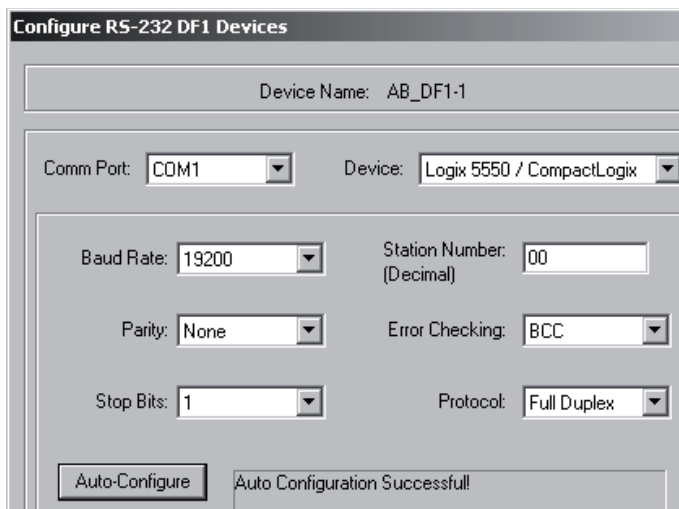 Configure RS-232 DF1 Devices
Device Name: AB_DF1-1
Comm Port: COM1 Device: Logix 5550 / CompactLogix
Baud Rate: 19200 Station Number: 00
(Decimal)
Parity: None Error Checking: BCC
Stop Bits: 1 Protocol: Full Duplex
Auto-Configure Auto Configuration Successful!